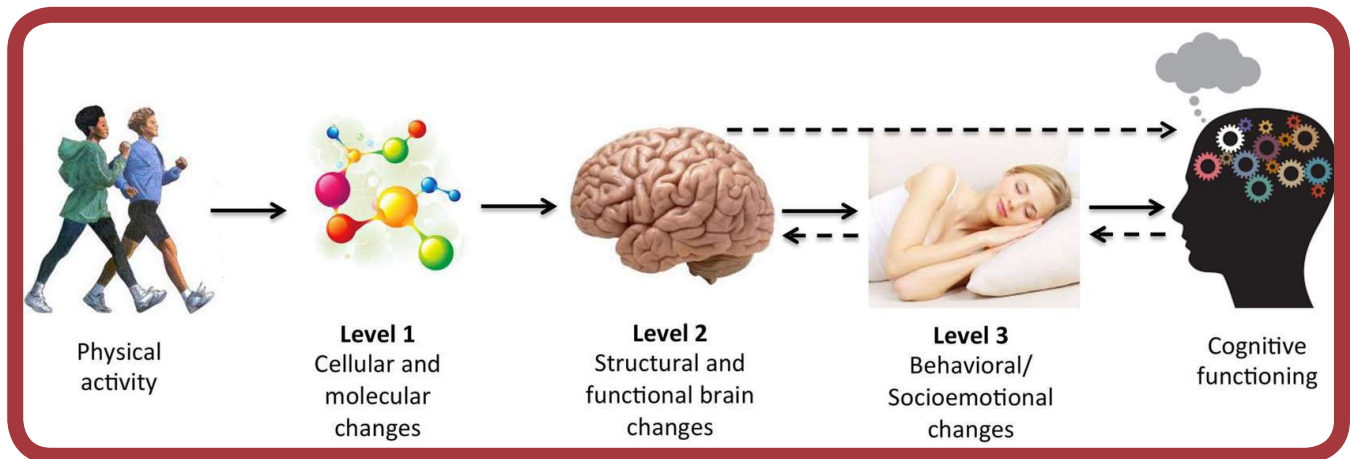 Physical
activity
Level 1
Cellular and
molecular
changes
Level 2
Structural and
functional brain
changes
Level 3
Behavioral/
Socioemotional
changes
Cognitive
functioning